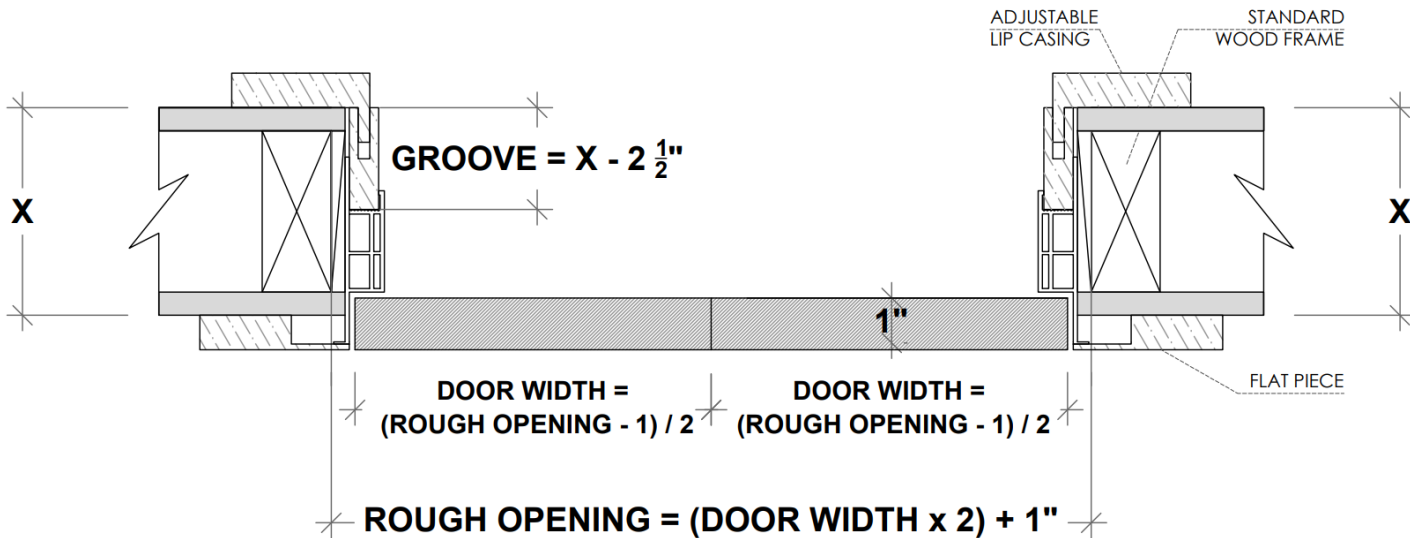 ADJUSTABLE
LIP CASING
STANDARD
WOOD FRAME
X
GROOVE = X - 2 1/2"
X
1"
FLAT PIECE
DOOR WIDTH =
(ROUGH OPENING - 1) / 2
DOOR WIDTH =
(ROUGH OPENING - 1) / 2
ROUGH OPENING = (DOOR WIDTH x 2) + 1"